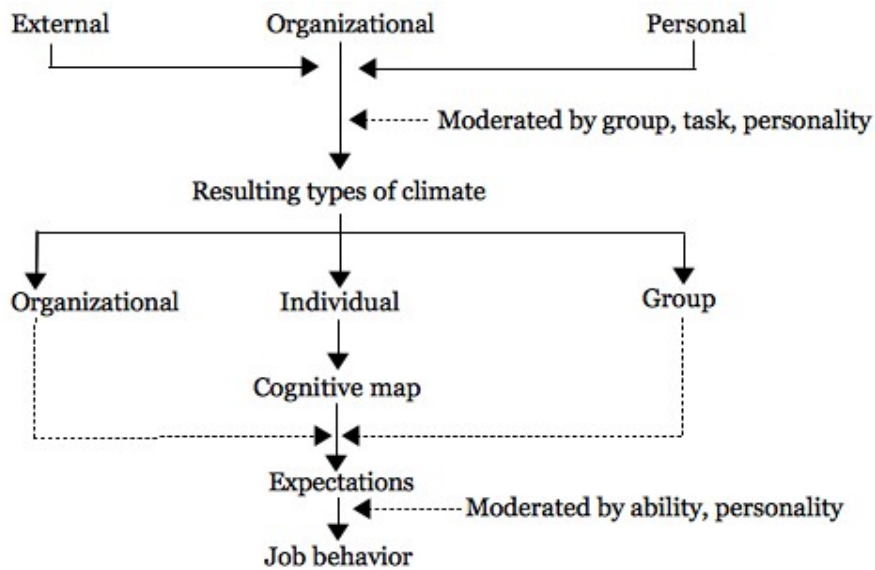 External
Organizational
Personal
Moderated by group, task, personality
Resulting types of climate
Organizational
Individual
Group
Cognitive map
Expectations
Moderated by ability, personality
Job behavior